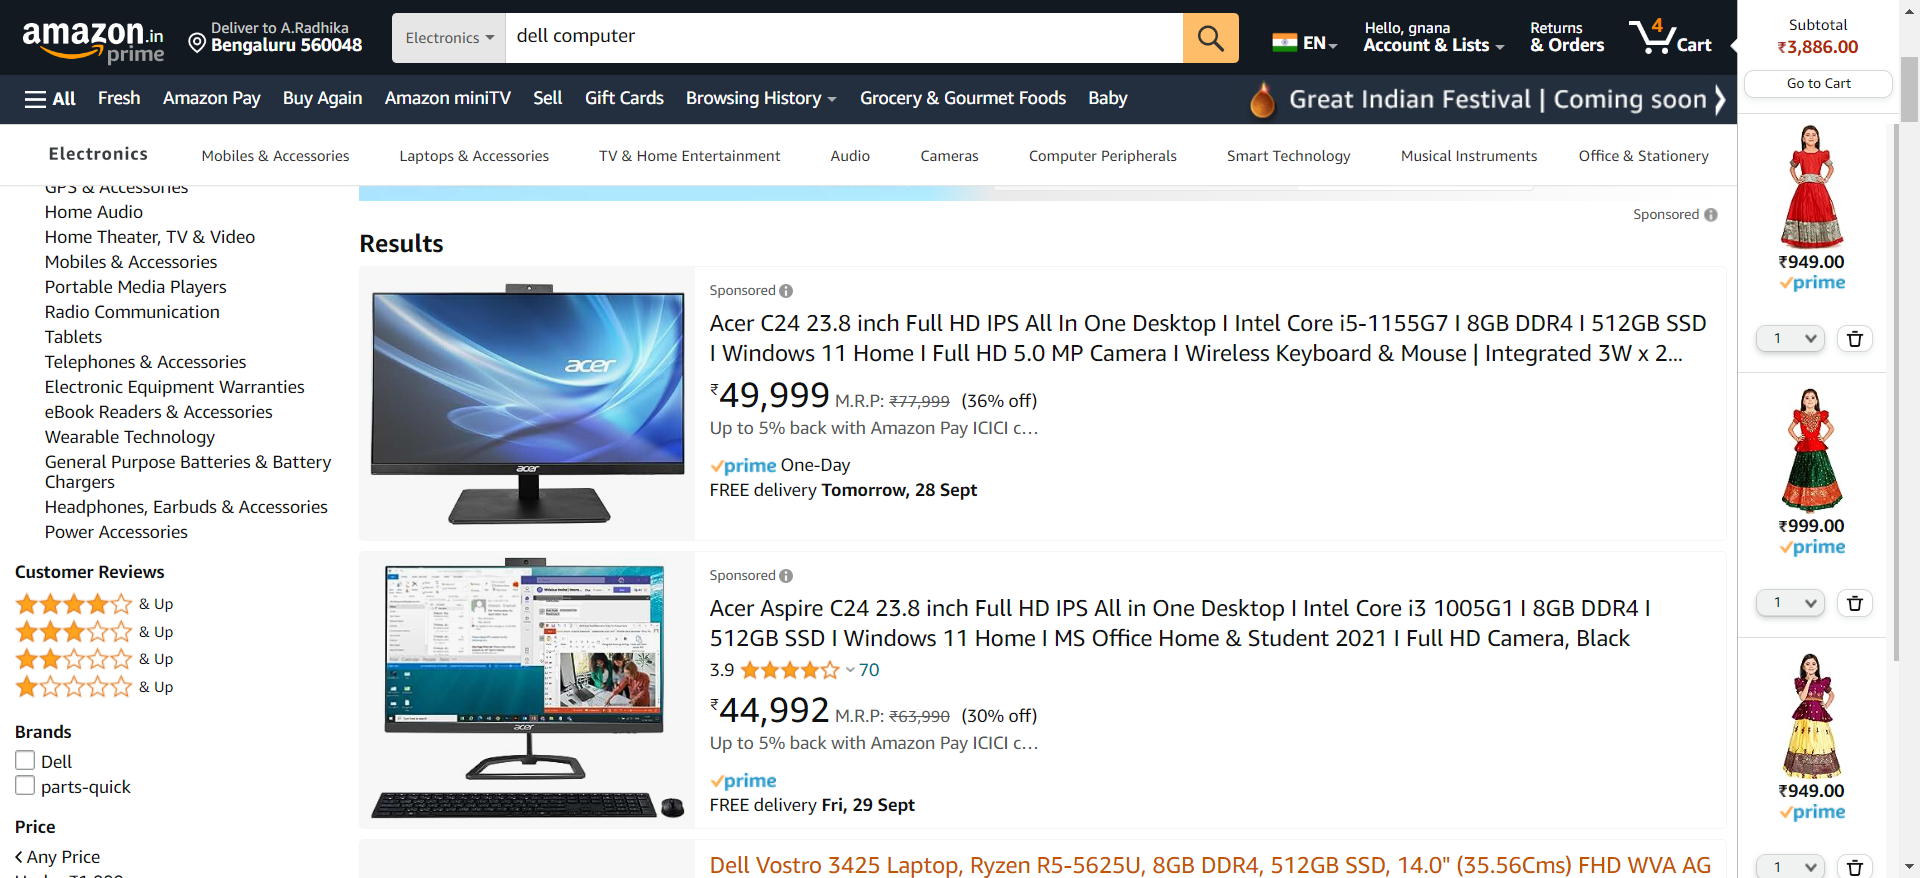 amazon.in
prime
Deliver to A.Radhika
Bengaluru 560048
Electronics
dell computer
EN
Hello, gnana
Account & Lists
Returns
& Orders
4
Cart
Subtotal
₹3,886.00
Go to Cart
All
Fresh
Amazon Pay
Buy Again
Amazon miniTV
Sell
Gift Cards
Browsing History
Grocery & Gourmet Foods
Baby
Great Indian Festival | Coming soon
Electronics
Mobiles & Accessories
Laptops & Accessories
TV & Home Entertainment
Audio
Cameras
Computer Peripherals
Smart Technology
Musical Instruments
Office & Stationery
GPS & Accessories
Home Audio
Home Theater, TV & Video
Mobiles & Accessories
Portable Media Players
Radio Communication
Tablets
Telephones & Accessories
Electronic Equipment Warranties
eBook Readers & Accessories
Wearable Technology
General Purpose Batteries & Battery
Chargers
Headphones, Earbuds & Accessories
Power Accessories
Customer Reviews
& Up
& Up
& Up
& Up
Brands
Dell
parts-quick
Price
Any Price
Sponsored
Results
acer
acer
Sponsored
Acer C24 23.8 inch Full HD IPS All In One Desktop I Intel Core i5-1155G7 I 8GB DDR4 I 512GB SSD
I Windows 11 Home I Full HD 5.0 MP Camera I Wireless Keyboard & Mouse | Integrated 3W x 2...
₹49,999 M.R.P: ₹77,999 (36% off)
Up to 5% back with Amazon Pay ICICI c…
prime One-Day
FREE delivery Tomorrow, 28 Sept
acer
Sponsored
Acer Aspire C24 23.8 inch Full HD IPS All in One Desktop I Intel Core i3 1005G1 I 8GB DDR4 I
512GB SSD I Windows 11 Home I MS Office Home & Student 2021 I Full HD Camera, Black
3.9 70
₹44,992 M.R.P: ₹63,990 (30% off)
Up to 5% back with Amazon Pay ICICI c…
prime
FREE delivery Fri, 29 Sept
Dell Vostro 3425 Laptop, Ryzen R5-5625U, 8GB DDR4, 512GB SSD, 14.0" (35.56Cms) FHD WVA AG
₹949.00
prime
1
₹999.00
prime
1
₹949.00
prime
1